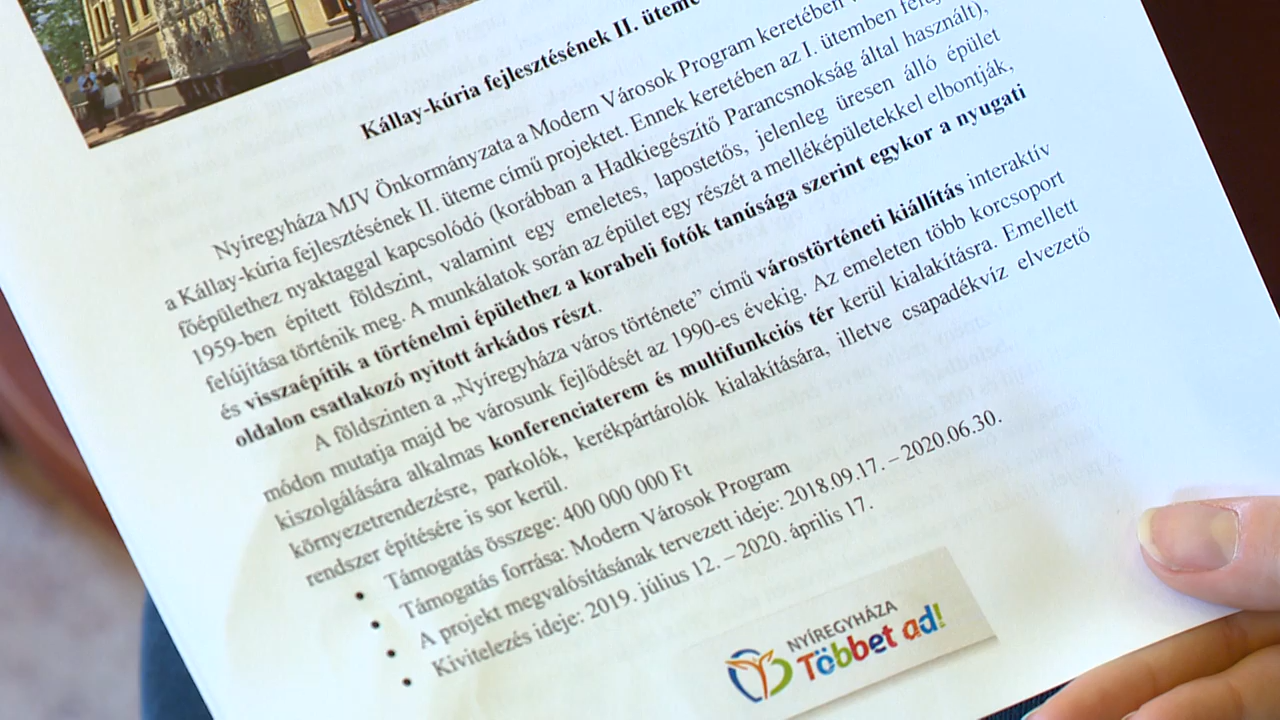 Kállay-kúria fejlesztésének II. üteme
Nyíregyháza MJV Önkormányzata a Modern Városok Program keretében
a Kállay-kúria fejlesztésének II. üteme című projektet. Ennek keretében az I. ütemben
főépülethez nyaktaggal kapcsolódó (korábban a Hadkiegészítő Parancsnokság által használt),
1959-ben épített földszint, valamint egy emeletes, lapostetős, jelenleg üresen álló épület
felújítása történik meg. A munkálatok során az épület egy részét a melléképületekkel elbontják,
és visszaépítik a történelmi épülethez a korabeli fotók tanúsága szerint egykor a nyugati
oldalon csatlakozó nyitott árkádos részt.
A földszinten a „Nyíregyháza város története” című várostörténeti kiállítás interaktív
módon mutatja majd be városunk fejlődését az 1990-es évekig. Az emeleten több korcsoport
kiszolgálására alkalmas konferenciaterem és multifunkciós tér kerül kialakításra. Emellett
környezetrendezésre, parkolók, kerékpártárolók kialakítására, illetve csapadékvíz elvezető
rendszer építésére is sor kerül.
• Támogatás összege: 400 000 000 Ft
• Támogatás forrása: Modern Városok Program
• A projekt megvalósításának tervezett ideje: 2018.09.17. – 2020.06.30.
• Kivitelezés ideje: 2019. július 12. – 2020. április 17.
NYÍREGYHÁZA
Többet ad!